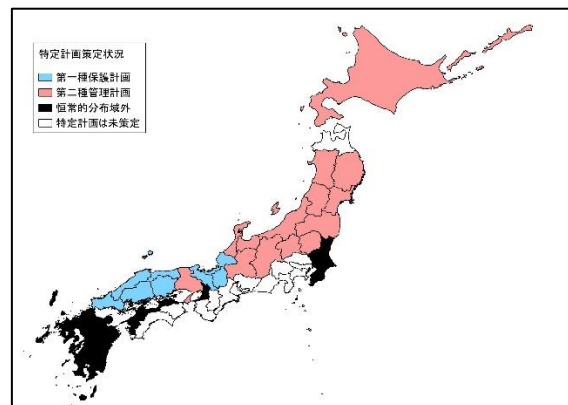 特定計画策定状況
第一種保護計画
第二種管理計画
恒常的分布域外
特定計画は未策定